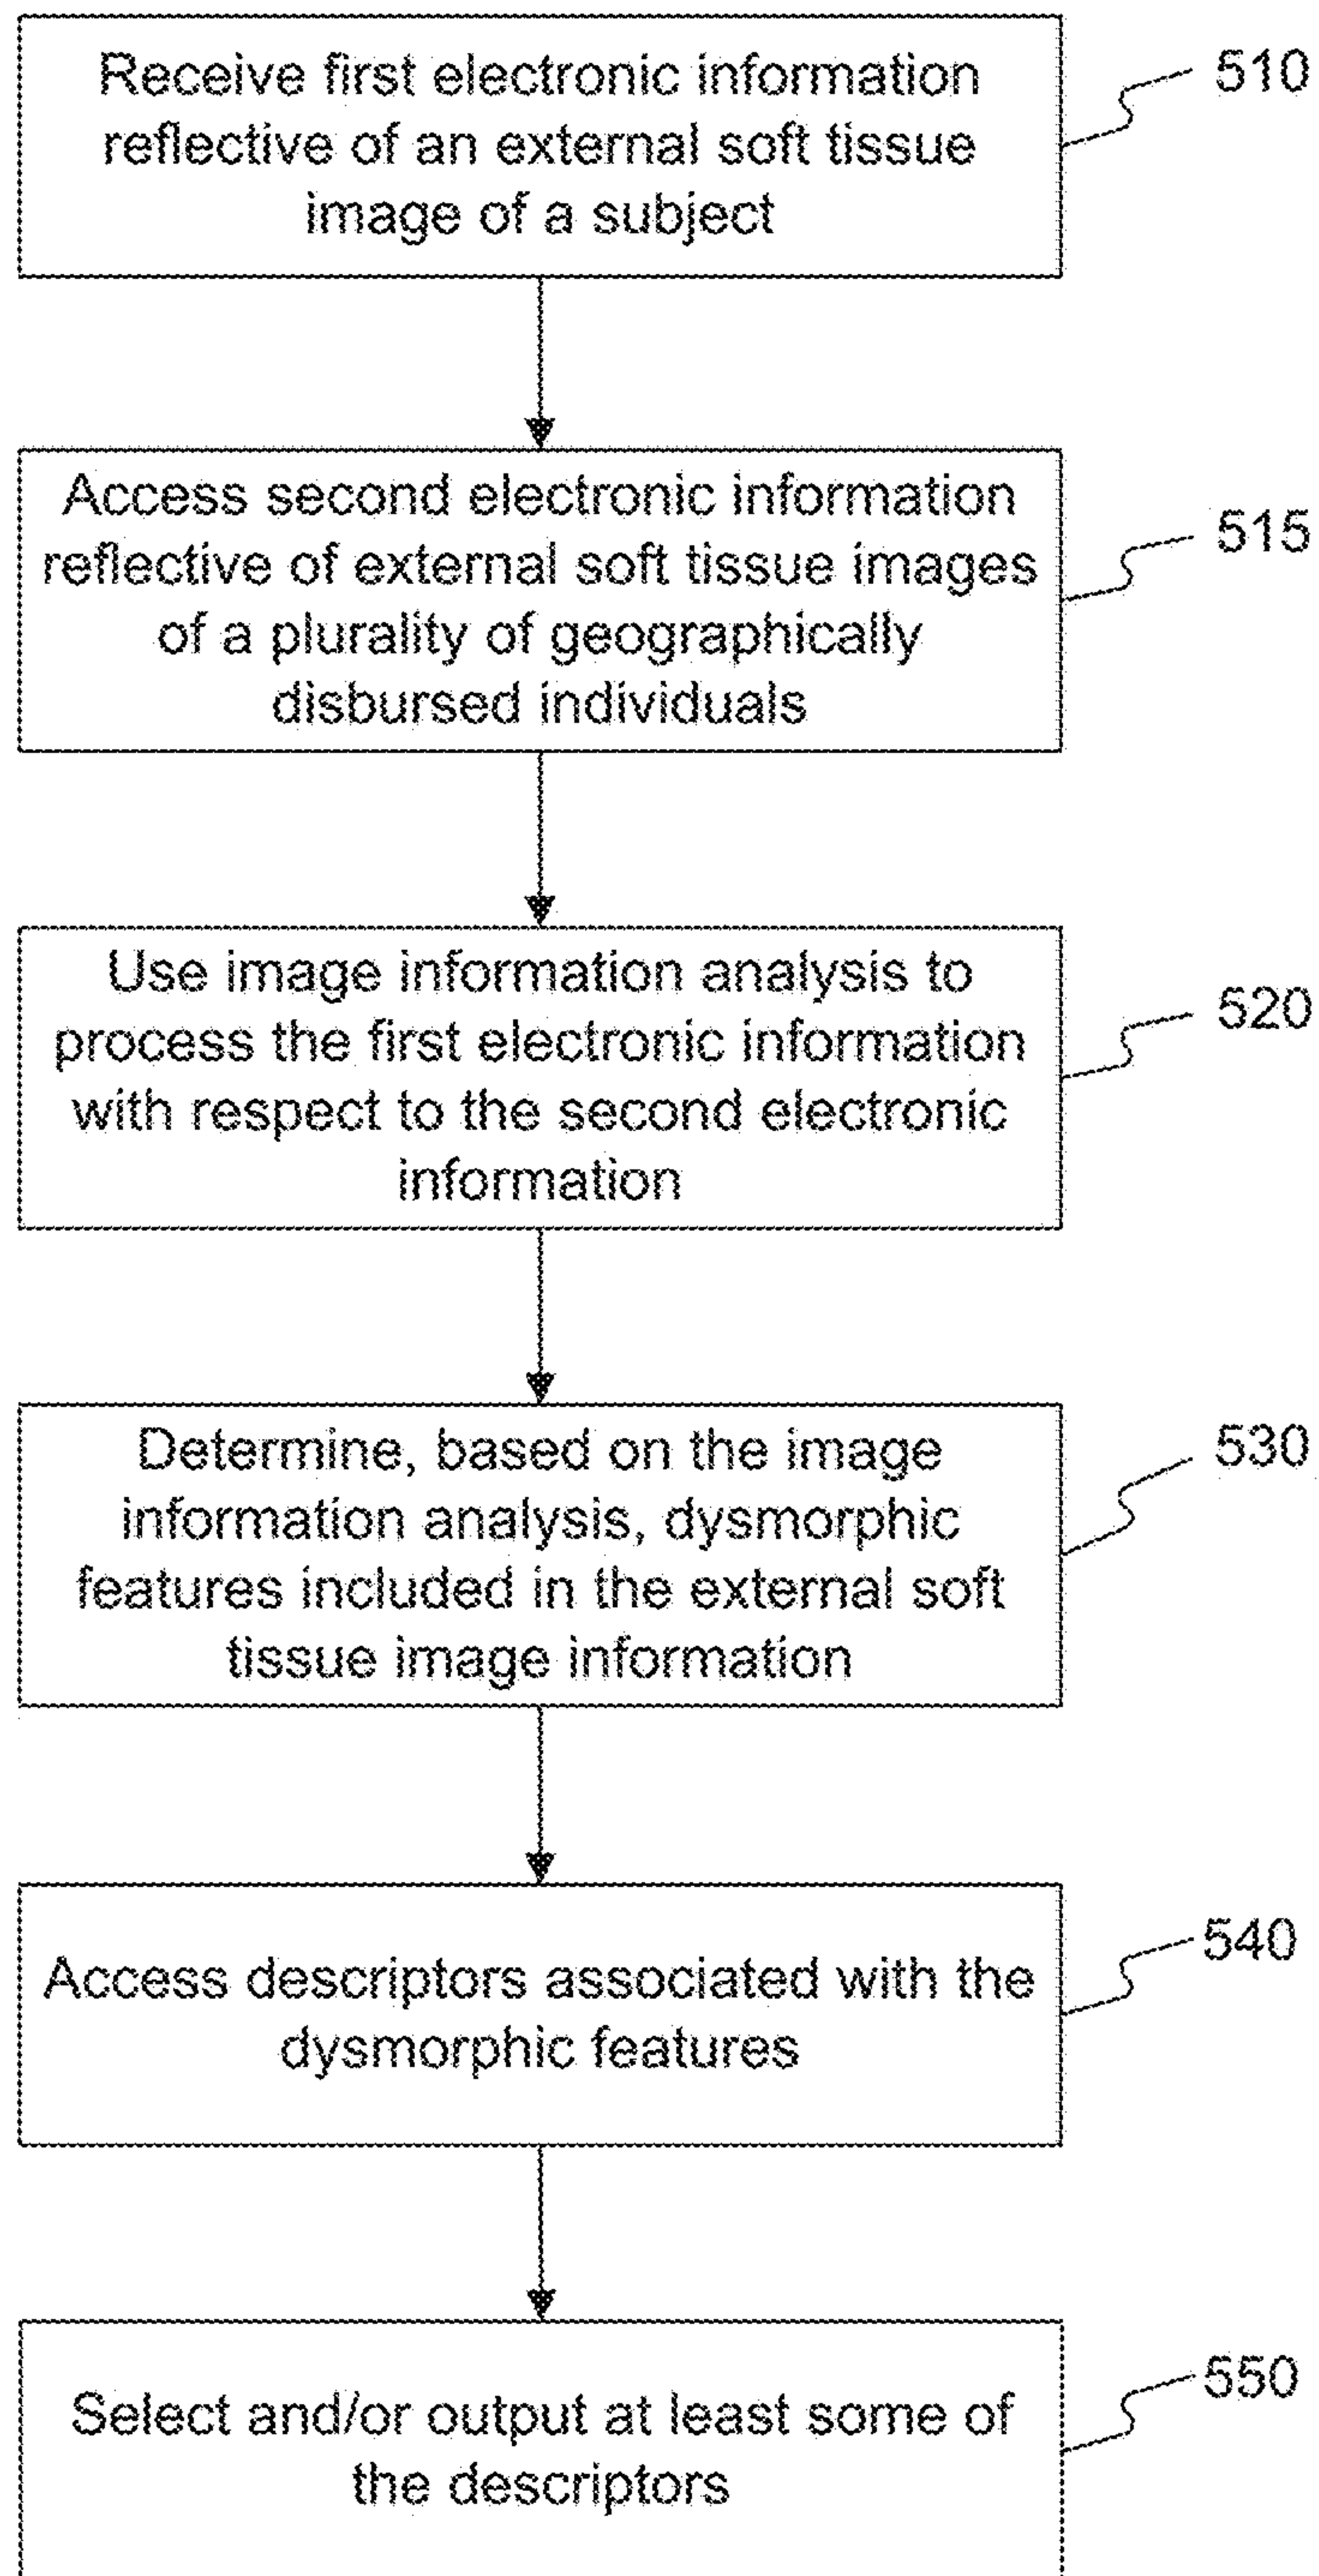 Receive first electronic information
reflective of an external soft tissue
image of a subject
510
Access second electronic information
reflective of external soft tissue images
of a plurality of geographically
disbursed individuals
515
Use image information analysis to
process the first electronic information
with respect to the second electronic
information
520
Determine, based on the image
information analysis, dysmorphic
features included in the external soft
tissue image information
530
Access descriptors associated with the
dysmorphic features
540
Select and/or output at least some of
the descriptors
550